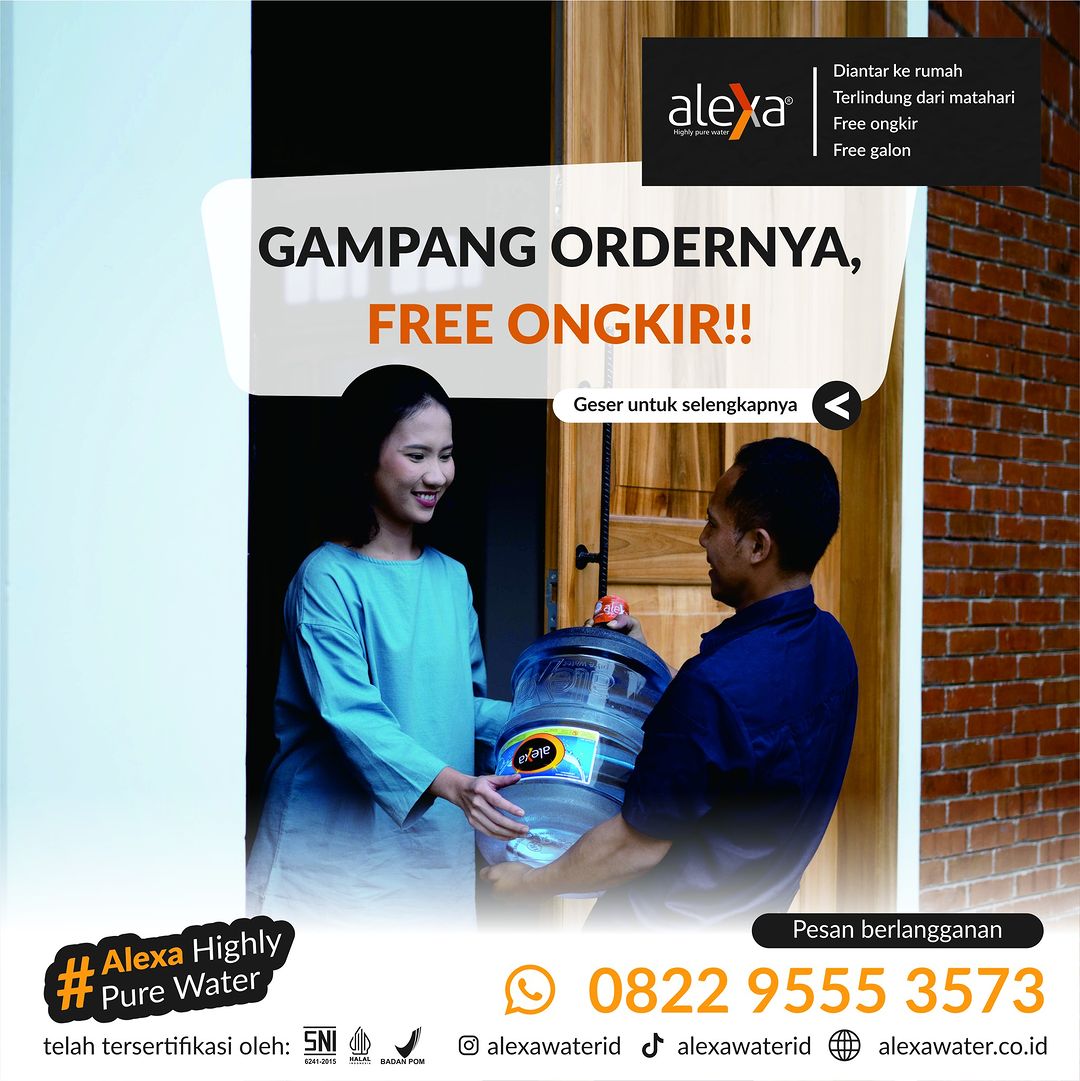 alexa®
Highly pure water
Diantar ke rumah
Terlindung dari matahari
Free ongkir
Free galon
GAMPANG ORDERNYA,
FREE ONGKIR!!
Geser untuk selengkapnya
alexa
# Alexa Highly
Pure Water
Pesan berlangganan
0822 9555 3573
telah tersertifikasi oleh:
SNI
6241-2015
HALAL
INDONESIA
BADAN POM
alexawaterid
alexawaterid
alexawater.co.id